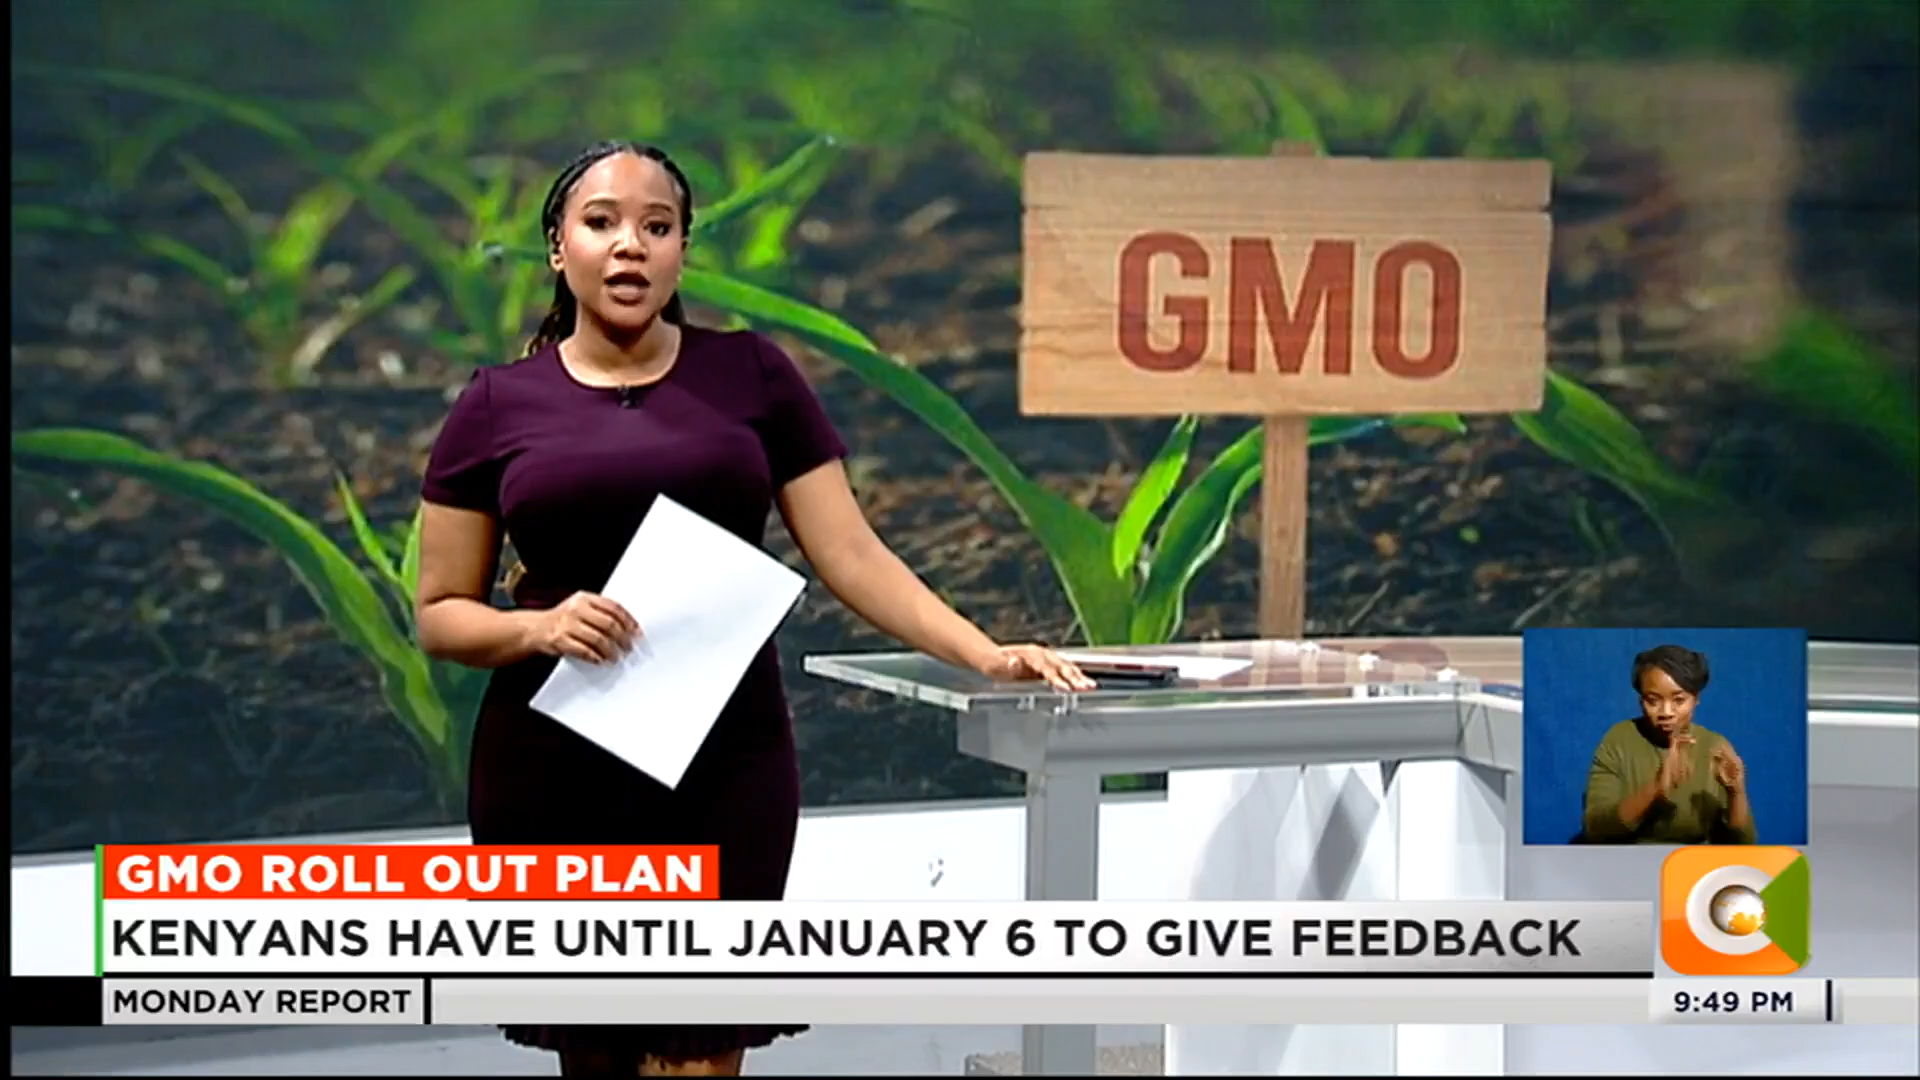 GMO
GMO ROLL OUT PLAN
KENYANS HAVE UNTIL JANUARY 6 TO GIVE FEEDBACK
MONDAY REPORT
9:49 PM